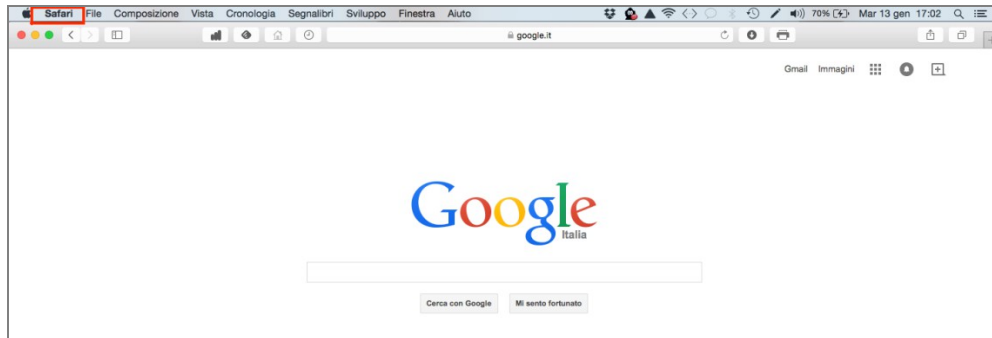 Safari File Composizione Vista Cronologia Segnalibri Sviluppo Finestra Aiuto 70% Mar 13 gen 17:02
google.it
Gmail Immagini
Google
Italia
Cerca con Google Mi sento fortunato